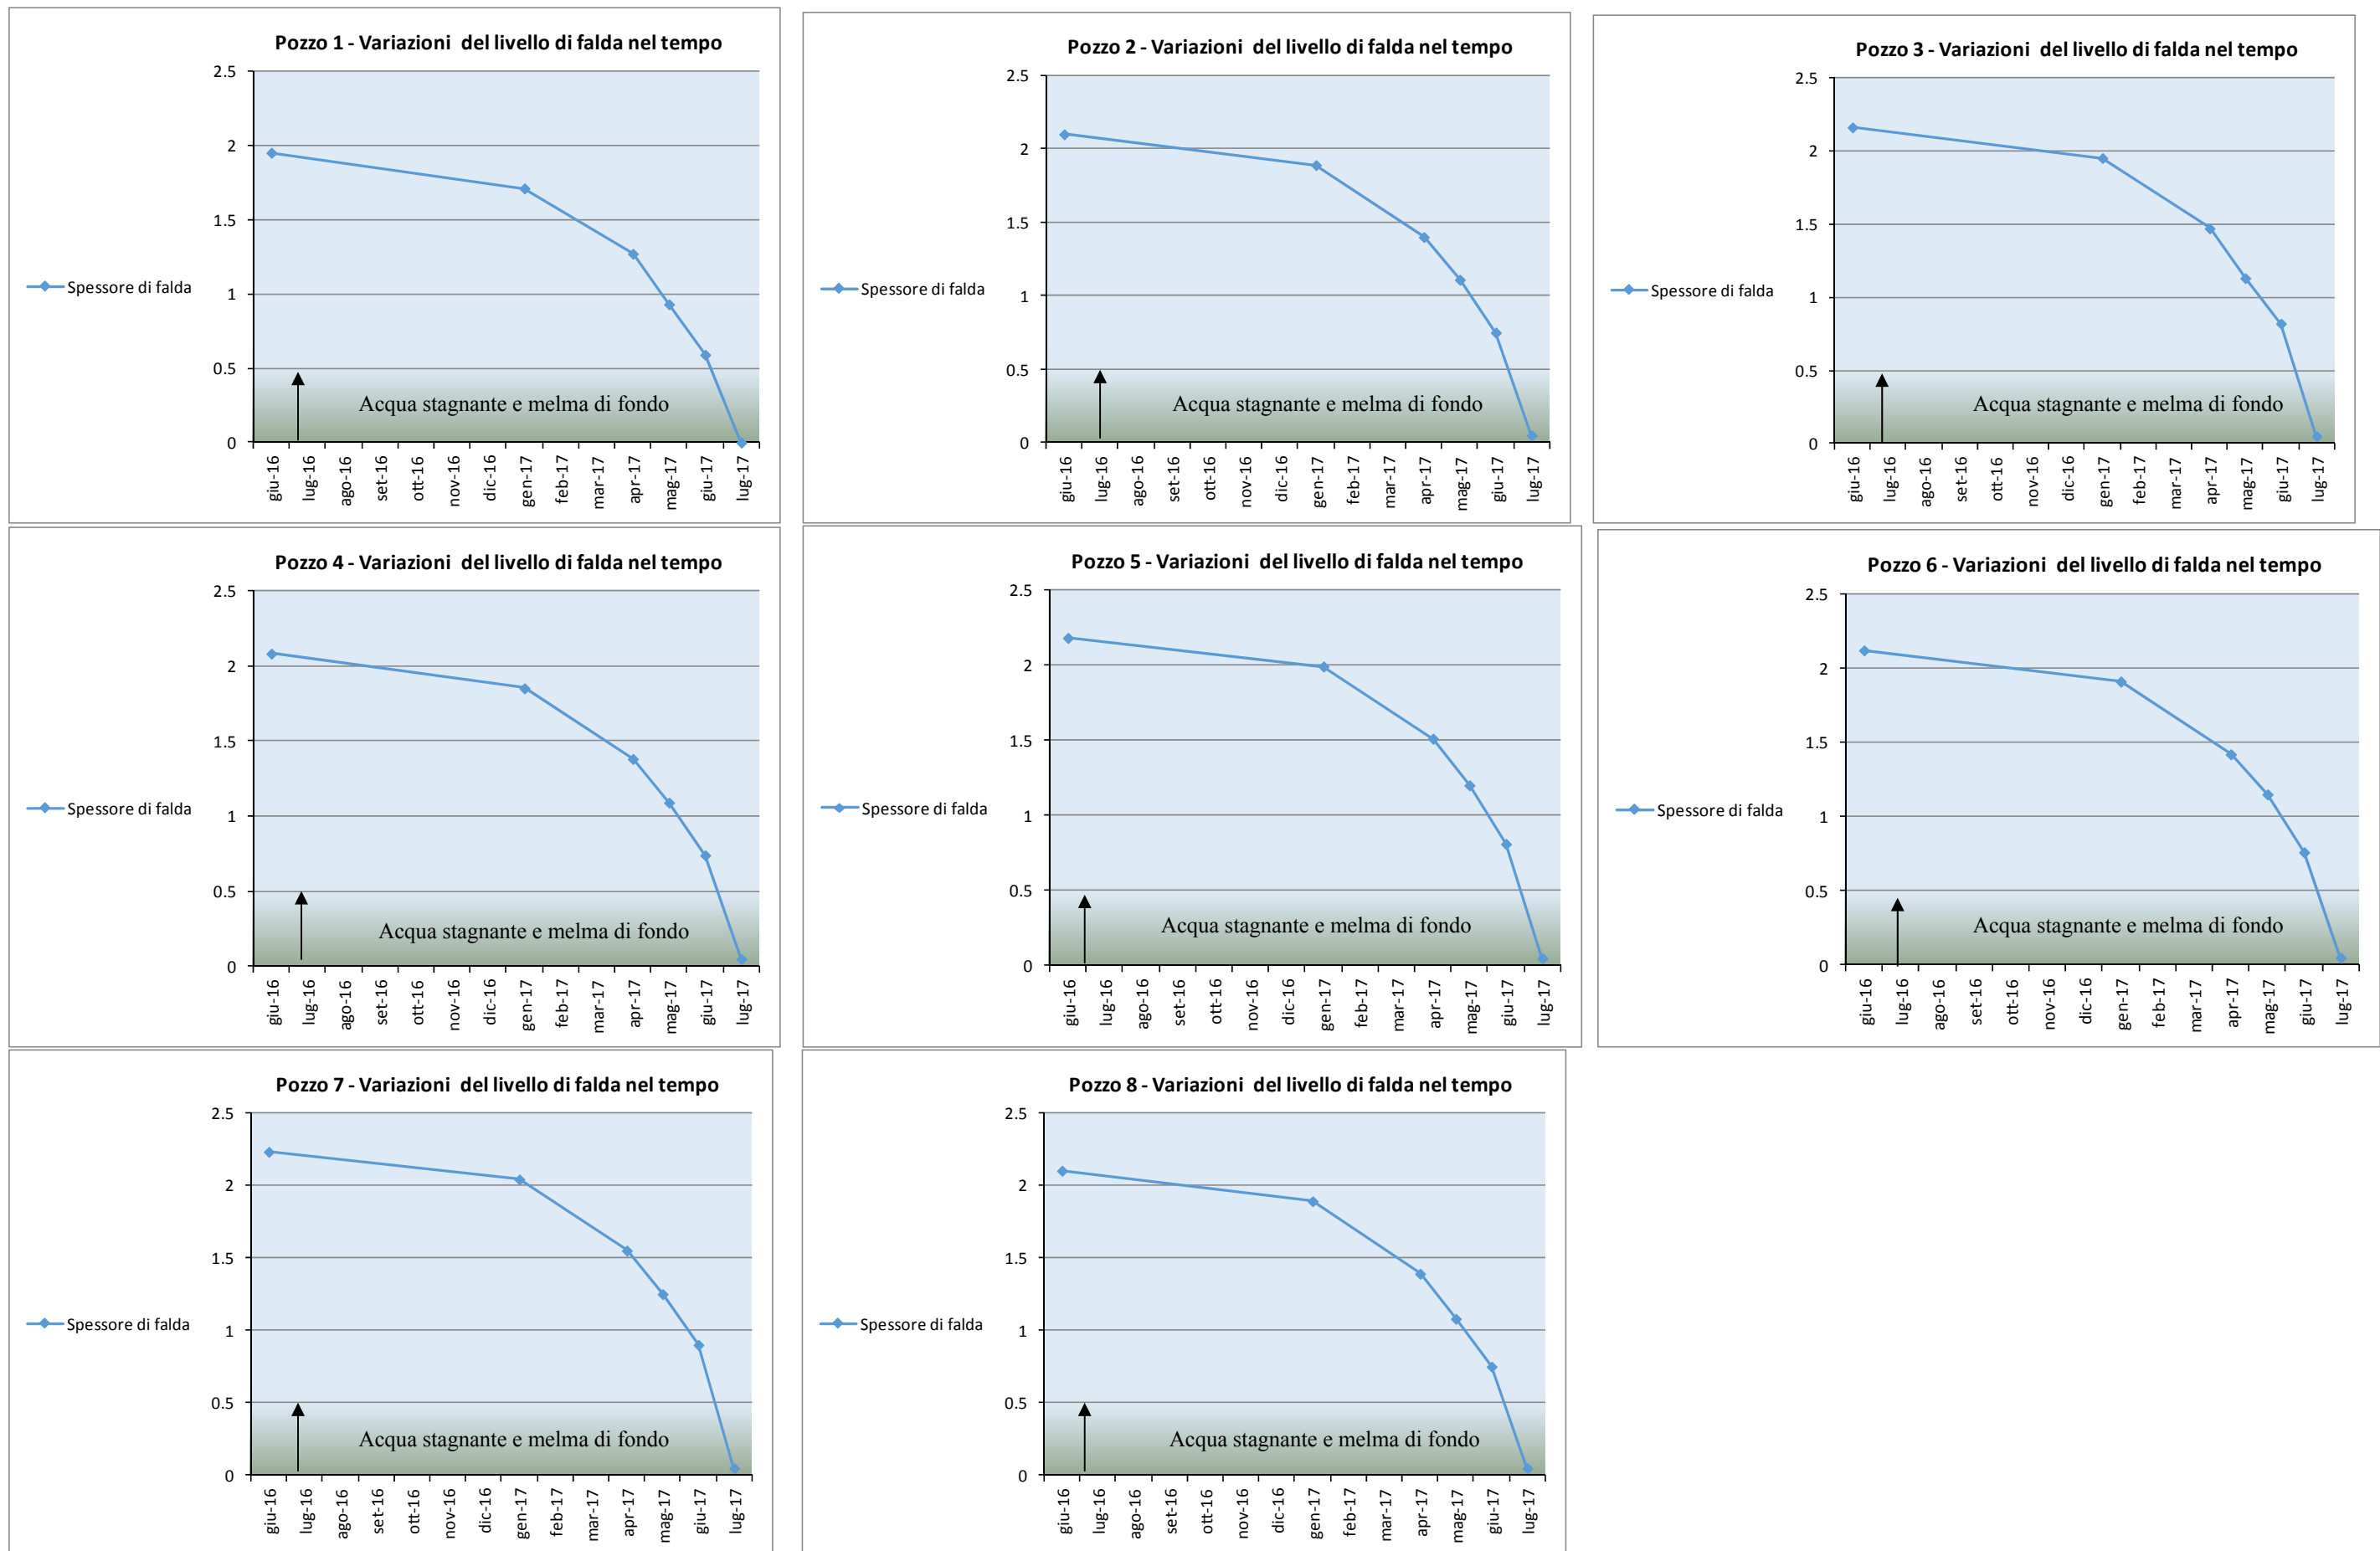 Pozzo 1 - Variazioni del livello di falda nel tempo
2.5
2
1.5
1
0.5
0
Spessore di falda
Acqua stagnante e melma di fondo
giu-16 lug-16 ago-16 set-16 ott-16 nov-16 dic-16 gen-17 feb-17 mar-17 apr-17 mag-17 giu-17 lug-17
Pozzo 2 - Variazioni del livello di falda nel tempo
2.5
2
1.5
1
0.5
0
Spessore di falda
Acqua stagnante e melma di fondo
giu-16 lug-16 ago-16 set-16 ott-16 nov-16 dic-16 gen-17 feb-17 mar-17 apr-17 mag-17 giu-17 lug-17
Pozzo 3 - Variazioni del livello di falda nel tempo
2.5
2
1.5
1
0.5
0
Spessore di falda
Acqua stagnante e melma di fondo
giu-16 lug-16 ago-16 set-16 ott-16 nov-16 dic-16 gen-17 feb-17 mar-17 apr-17 mag-17 giu-17 lug-17
Pozzo 4 - Variazioni del livello di falda nel tempo
2.5
2
1.5
1
0.5
0
Spessore di falda
Acqua stagnante e melma di fondo
giu-16 lug-16 ago-16 set-16 ott-16 nov-16 dic-16 gen-17 feb-17 mar-17 apr-17 mag-17 giu-17 lug-17
Pozzo 5 - Variazioni del livello di falda nel tempo
2.5
2
1.5
1
0.5
0
Spessore di falda
Acqua stagnante e melma di fondo
giu-16 lug-16 ago-16 set-16 ott-16 nov-16 dic-16 gen-17 feb-17 mar-17 apr-17 mag-17 giu-17 lug-17
Pozzo 6 - Variazioni del livello di falda nel tempo
2.5
2
1.5
1
0.5
0
Spessore di falda
Acqua stagnante e melma di fondo
giu-16 lug-16 ago-16 set-16 ott-16 nov-16 dic-16 gen-17 feb-17 mar-17 apr-17 mag-17 giu-17 lug-17
Pozzo 7 - Variazioni del livello di falda nel tempo
2.5
2
1.5
1
0.5
0
Spessore di falda
Acqua stagnante e melma di fondo
giu-16 lug-16 ago-16 set-16 ott-16 nov-16 dic-16 gen-17 feb-17 mar-17 apr-17 mag-17 giu-17 lug-17
Pozzo 8 - Variazioni del livello di falda nel tempo
2.5
2
1.5
1
0.5
0
Spessore di falda
Acqua stagnante e melma di fondo
giu-16 lug-16 ago-16 set-16 ott-16 nov-16 dic-16 gen-17 feb-17 mar-17 apr-17 mag-17 giu-17 lug-17